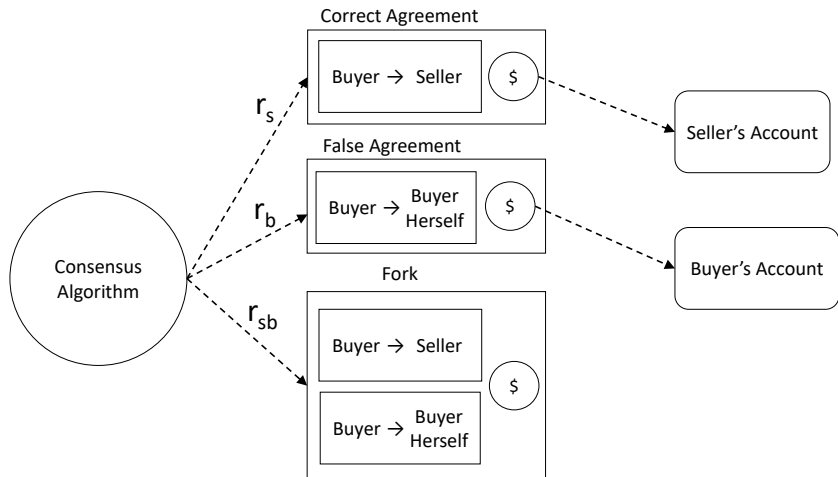 Correct Agreement
Buyer → Seller
$
r_s
Seller's Account
False Agreement
Buyer → Buyer
Herself
$
r_b
Buyer's Account
Consensus
Algorithm
Fork
r_sb
Buyer → Seller
$
Buyer → Buyer
Herself